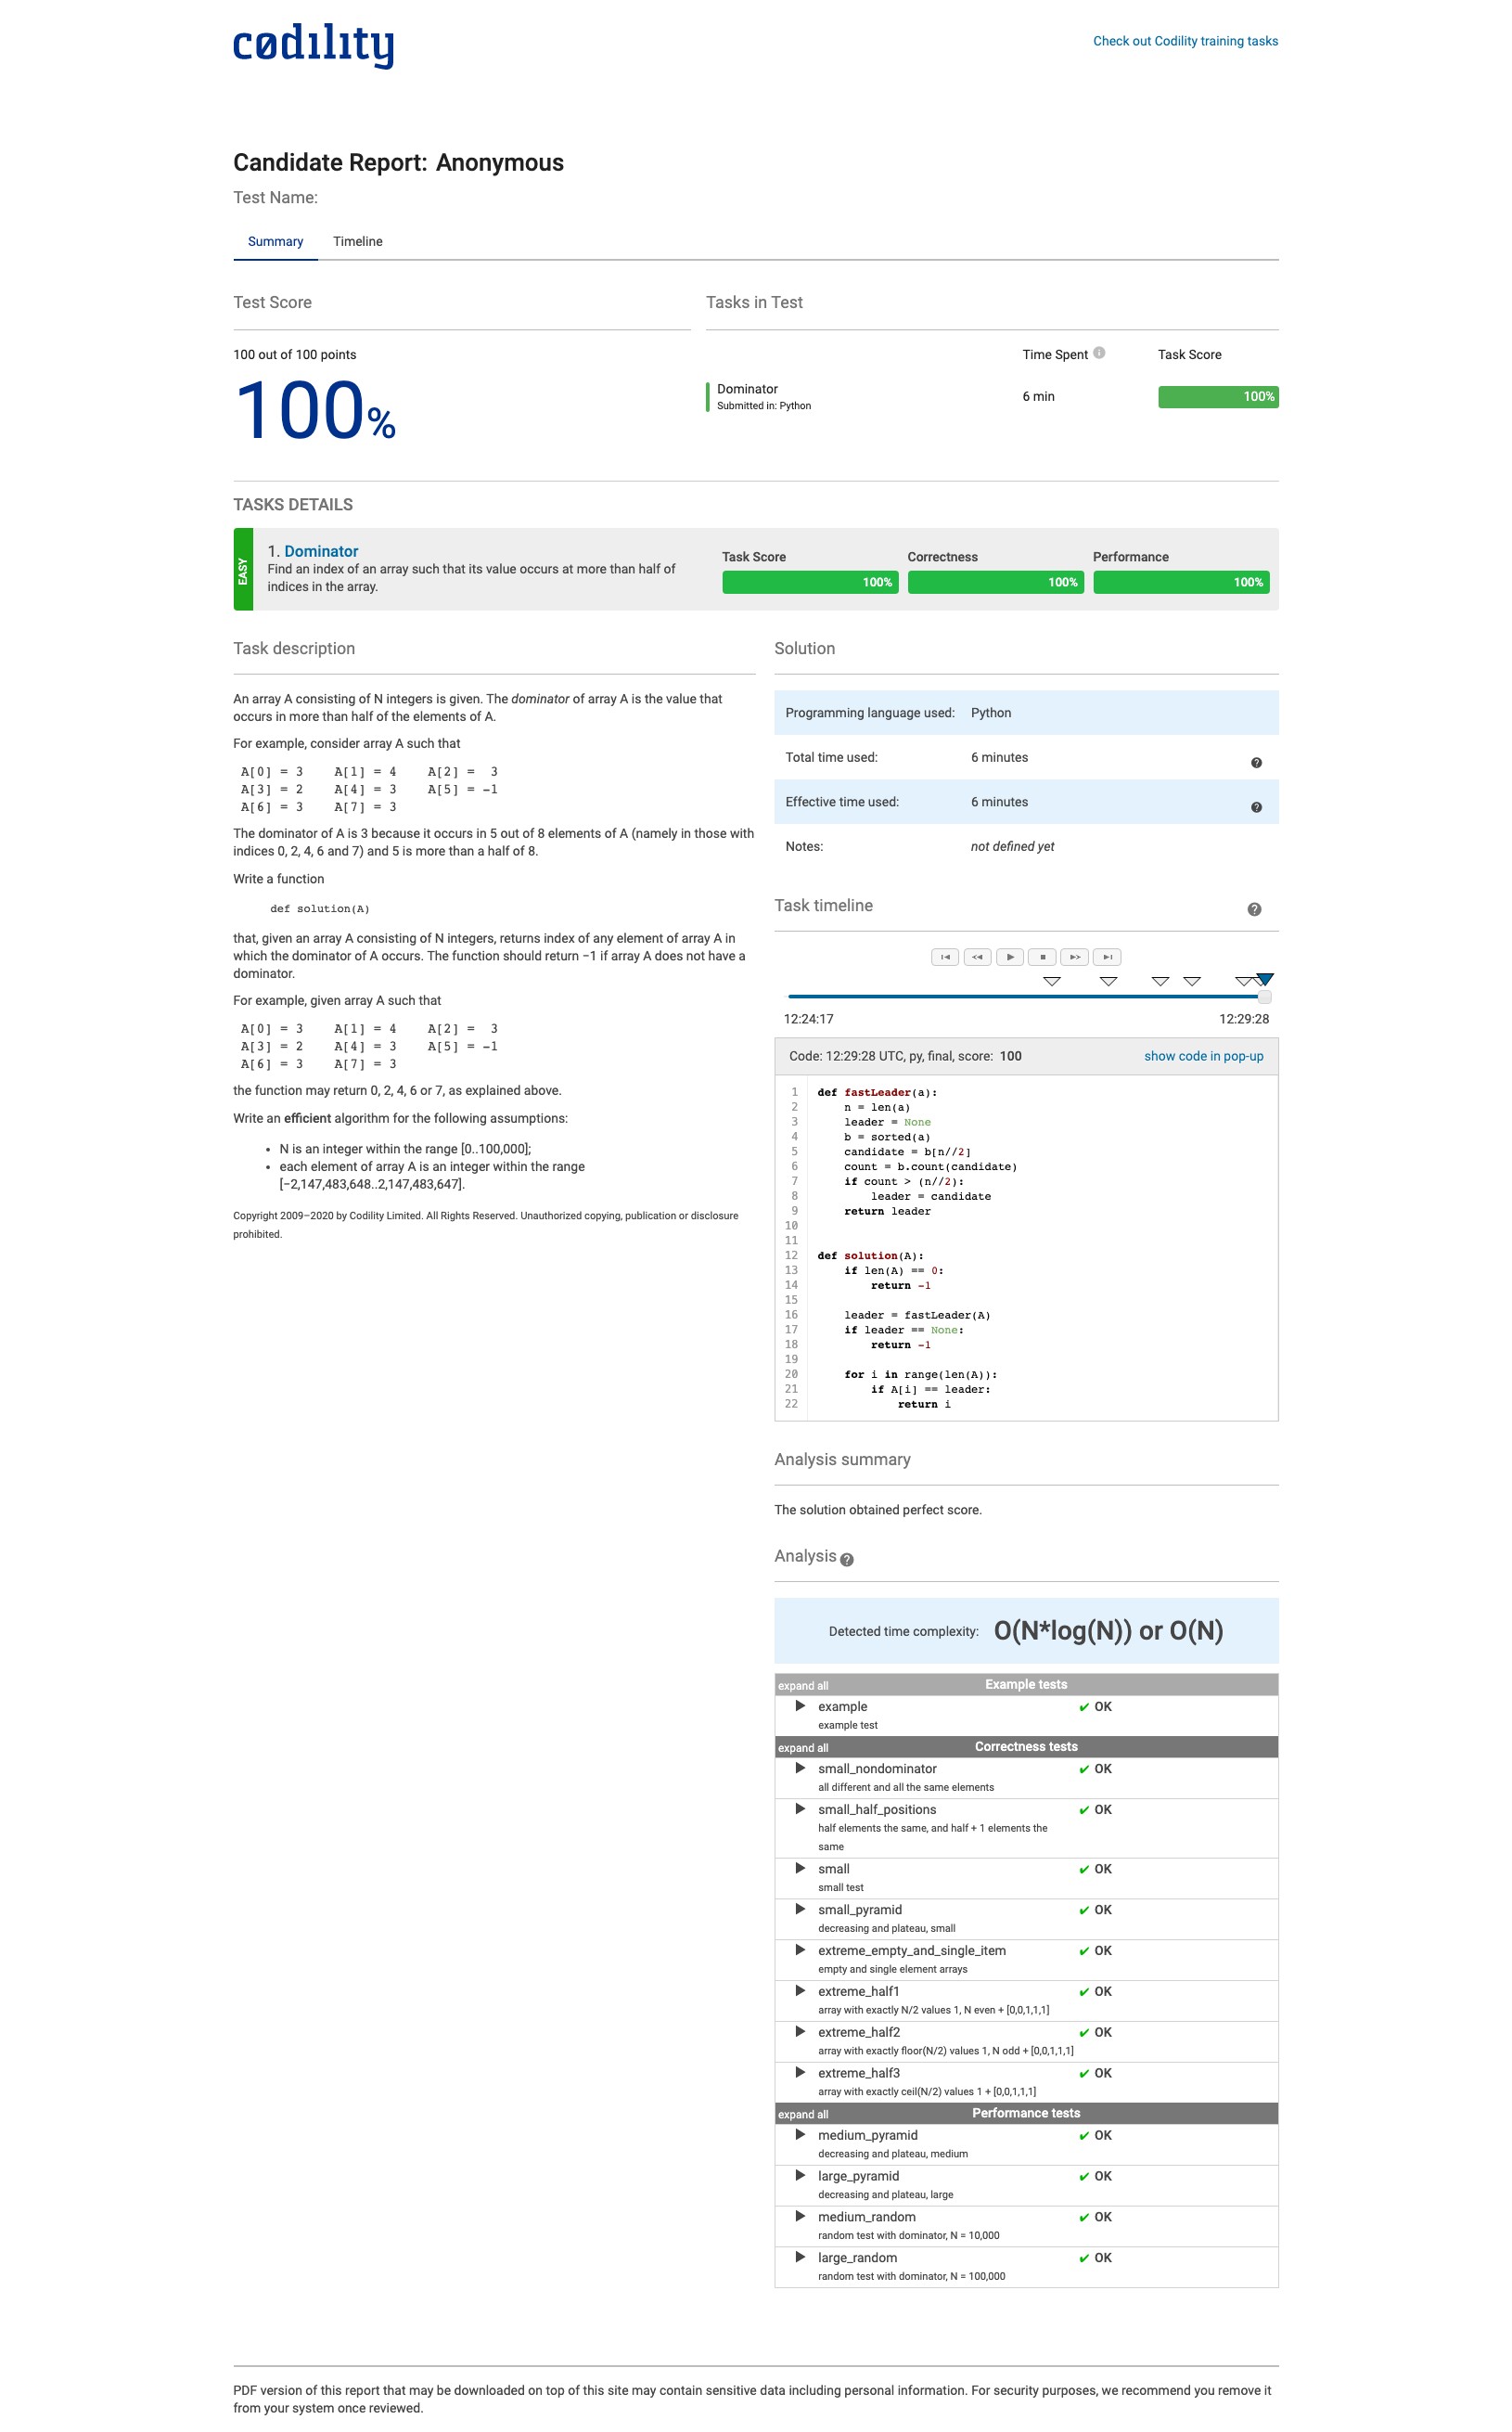 codility
Check out Codility training tasks
Candidate Report: Anonymous
Test Name:
Summary Timeline
Test Score
100 out of 100 points
100%
Tasks in Test
Time Spent Task Score
Dominator
Submitted in: Python
6 min
100%
TASKS DETAILS
EASY
1. Dominator
Find an index of an array such that its value occurs at more than half of
indices in the array.
Task Score Correctness Performance
100% 100% 100%
Task description
An array A consisting of N integers is given. The dominator of array A is the value that
occurs in more than half of the elements of A.
For example, consider array A such that
A[0] = 3 A[1] = 4 A[2] = 3
A[3] = 2 A[4] = 3 A[5] = -1
A[6] = 3 A[7] = 3
The dominator of A is 3 because it occurs in 5 out of 8 elements of A (namely in those with
indices 0, 2, 4, 6 and 7) and 5 is more than a half of 8.
Write a function
def solution(A)
that, given an array A consisting of N integers, returns index of any element of array A in
which the dominator of A occurs. The function should return −1 if array A does not have a
dominator.
For example, given array A such that
A[0] = 3 A[1] = 4 A[2] = 3
A[3] = 2 A[4] = 3 A[5] = -1
A[6] = 3 A[7] = 3
the function may return 0, 2, 4, 6 or 7, as explained above.
Write an efficient algorithm for the following assumptions:
• N is an integer within the range [0..100,000];
• each element of array A is an integer within the range
[−2,147,483,648..2,147,483,647].
Copyright 2009–2020 by Codility Limited. All Rights Reserved. Unauthorized copying, publication or disclosure
prohibited.
Solution
Programming language used: Python
Total time used: 6 minutes
Effective time used: 6 minutes
Notes: not defined yet
Task timeline
12:24:17 12:29:28
Code: 12:29:28 UTC, py, final, score: 100
show code in pop-up
1 def fastLeader(a):
2     n = len(a)
3     leader = None
4     b = sorted(a)
5     candidate = b[n//2]
6     count = b.count(candidate)
7     if count > (n//2):
8         leader = candidate
9     return leader
10
11
12 def solution(A):
13     if len(A) == 0:
14         return -1
15
16     leader = fastLeader(A)
17     if leader == None:
18         return -1
19
20     for i in range(len(A)):
21         if A[i] == leader:
22             return i
Analysis summary
The solution obtained perfect score.
Analysis
Detected time complexity: O(N*log(N)) or O(N)
expand all Example tests
example ✔ OK
example test
expand all Correctness tests
small_nondominator ✔ OK
all different and all the same elements
small_half_positions ✔ OK
half elements the same, and half + 1 elements the
same
small ✔ OK
small test
small_pyramid ✔ OK
decreasing and plateau, small
extreme_empty_and_single_item ✔ OK
empty and single element arrays
extreme_half1 ✔ OK
array with exactly N/2 values 1, N even + [0,0,1,1,1]
extreme_half2 ✔ OK
array with exactly floor(N/2) values 1, N odd + [0,0,1,1,1]
extreme_half3 ✔ OK
array with exactly ceil(N/2) values 1 + [0,0,1,1,1]
expand all Performance tests
medium_pyramid ✔ OK
decreasing and plateau, medium
large_pyramid ✔ OK
decreasing and plateau, large
medium_random ✔ OK
random test with dominator, N = 10,000
large_random ✔ OK
random test with dominator, N = 100,000
PDF version of this report that may be downloaded on top of this site may contain sensitive data including personal information. For security purposes, we recommend you remove it
from your system once reviewed.